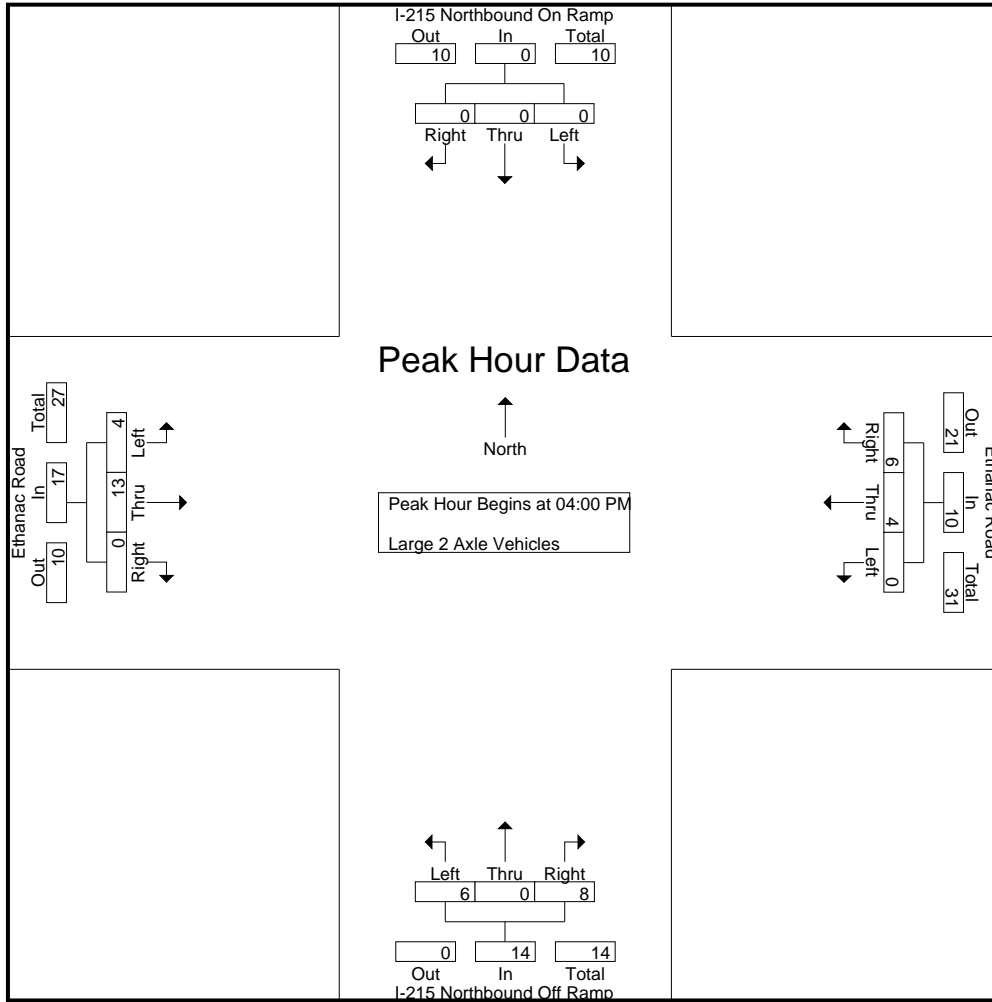 I-215 Northbound On Ramp
Out In Total
10 0 10
0 0 0
Right Thru Left
Peak Hour Data
North
Peak Hour Begins at 04:00 PM
Large 2 Axle Vehicles
Ethanac Road
Total In Out
27 17 10
4 13 0
Left Thru Right
Right Thru Left
6 4 0
Out In Total
21 10 31
Ethanac Road
Left Thru Right
6 0 8
0 14 14
Out In Total
I-215 Northbound Off Ramp